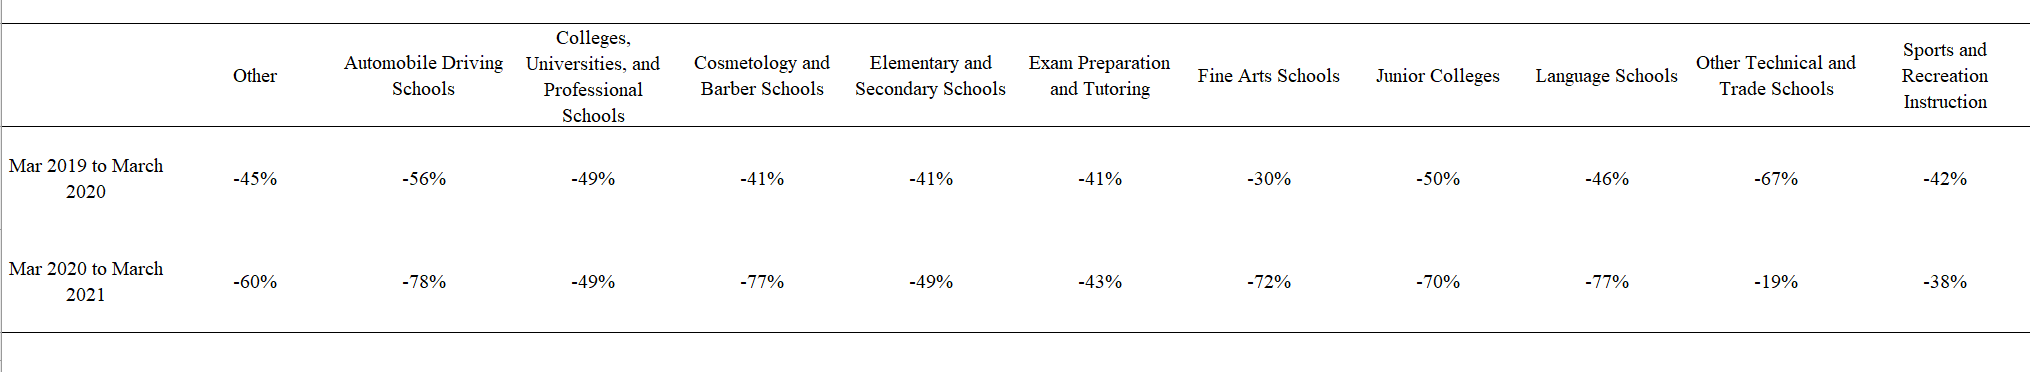 Other
Automobile Driving
Schools
Colleges,
Universities, and
Professional
Schools
Cosmetology and
Barber Schools
Elementary and
Secondary Schools
Exam Preparation
and Tutoring
Fine Arts Schools
Junior Colleges
Language Schools
Other Technical and
Trade Schools
Sports and
Recreation
Instruction
Mar 2019 to March
2020
-45% -56% -49% -41% -41% -41% -30% -50% -46% -67% -42%
Mar 2020 to March
2021
-60% -78% -49% -77% -49% -43% -72% -70% -77% -19% -38%